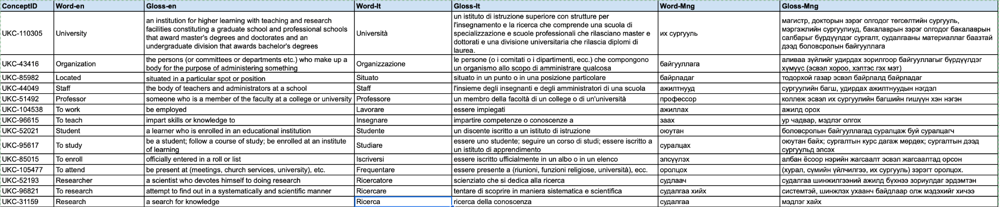 ConceptID Word-en Gloss-en Word-It Gloss-It Word-Mng Gloss-Mng
UKC-110305 University an institution for higher learning with teaching and research facilities constituting a graduate school and professional schools that award master's degrees and doctorates and an undergraduate division that awards bachelor's degrees Università un istituto di istruzione superiore con strutture per l'insegnamento e la ricerca che comprende una scuola di specializzazione e scuole professionali che rilasciano master e dottorati e una divisione universitaria che rilascia diplomi di laurea. их сургууль магистр, докторын зэрэг олгодог төгсөлтийн сургууль, мэргэжлийн сургуулиуд, бакалаврын зэрэг олгодог бакалаврын салбарыг бүрдүүлдэг сургалт, судалгааны материаллаг баазтай дээд боловсролын байгууллага
UKC-43416 Organization the persons (or committees or departments etc.) who make up a body for the purpose of administering something Organizzazione le persone (o i comitati o i dipartimenti, ecc.) che compongono un organismo allo scopo di amministrare qualcosa байгууллага аливаа зүйлийг удирдах зорилгоор байгууллагыг бүрдүүлдэг хүмүүс (эсвэл хороо, хэлтэс гэх мэт)
UKC-85982 Located situated in a particular spot or position Situato situato in un punto o in una posizione particolare байрладаг тодорхой газар эсвэл байрлалд байрладаг
UKC-44049 Staff the body of teachers and administrators at a school Staff l'insieme degli insegnanti e degli amministratori di una scuola ажилтнууд сургуулийн багш, удирдах ажилтнуудын нэгдэл
UKC-51492 Professor someone who is a member of the faculty at a college or university Professore un membro della facoltà di un college o di un'università профессор коллеж эсвэл их сургуулийн багшийн гишүүн хэн нэгэн
UKC-104538 To work be employed Lavorare essere impiegati ажиллах ажилд орох
UKC-96615 To teach impart skills or knowledge to Insegnare impartire competenze o conoscenze a заах ур чадвар, мэдлэг олгох
UKC-52021 Student a learner who is enrolled in an educational institution Studente un discente iscritto a un istituto di istruzione оюутан боловсролын байгууллагад суралцаж буй суралцагч
UKC-95617 To study be a student; follow a course of study; be enrolled at an institute of learning Studiare essere uno studente; seguire un corso di studi; essere iscritto a un istituto di apprendimento суралцах оюутан байх; сургалтын курс дагаж мөрдөх; сургалтын дээд сургуульд элсэх
UKC-85015 To enroll officially entered in a roll or list Iscriversi essere iscritto ufficialmente in un albo o in un elenco элсүүлэх албан ёсоор нэрийн жагсаалт эсвэл жагсаалтад орсон
UKC-105477 To attend be present at (meetings, church services, university), etc. Frequentare essere presente a (riunioni, funzioni religiose, università), ecc. оролцох (хурал, сүмийн үйлчилгээ, их сургууль) зэрэгт оролцох.
UKC-52193 Researcher a scientist who devotes himself to doing research Ricercatore scienziato che si dedica alla ricerca судлаач судалгаа шинжилгээний ажилд бүхнээ зориулдаг эрдэмтэн
UKC-96821 To research attempt to find out in a systematically and scientific manner Ricercare tentare di scoprire in maniera sistematica e scientifica судалгаа хийх системтэй, шинжлэх ухаанч байдлаар олж мэдэхийг хичээ
UKC-31159 Research a search for knowledge Ricerca ricerca della conoscenza судалгаа мэдлэг хайх